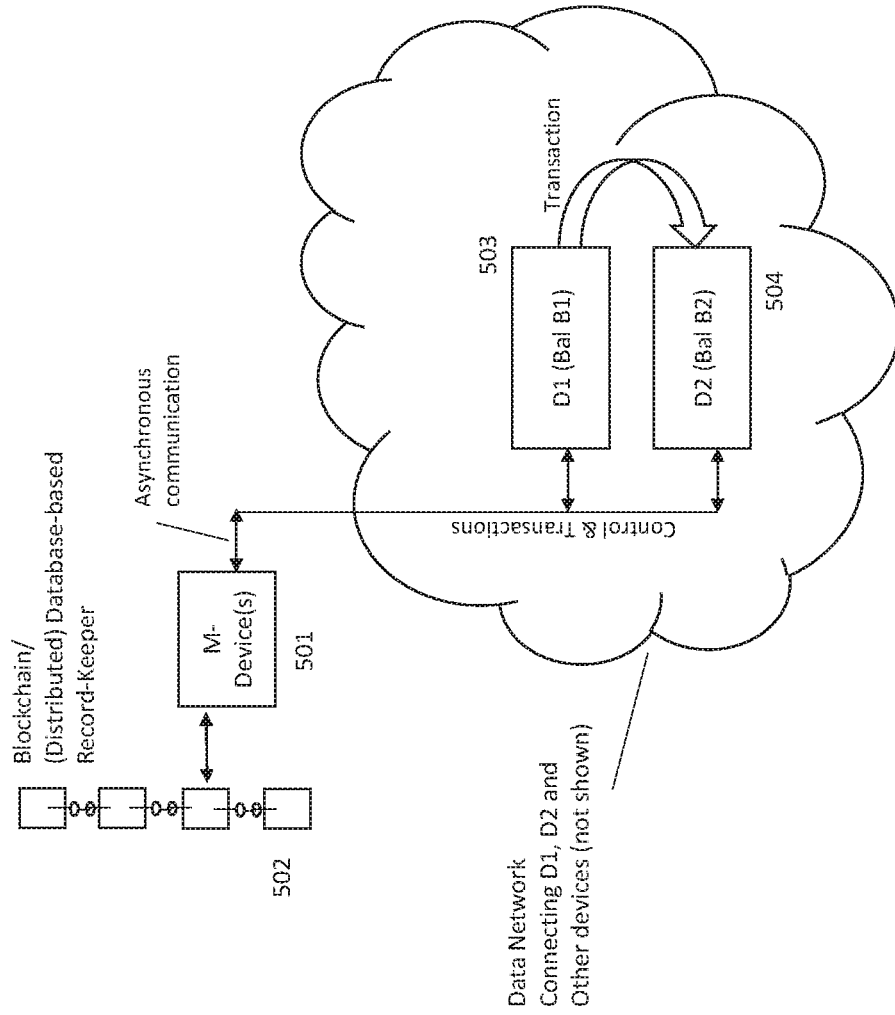 Blockchain/
(Distributed) Database-based
Record-Keeper
502
M-
Device(s)
501
Asynchronous
communication
Control & Transactions
D1 (Bal B1)
503
Transaction
D2 (Bal B2)
504
Data Network
Connecting D1, D2 and
Other devices (not shown)